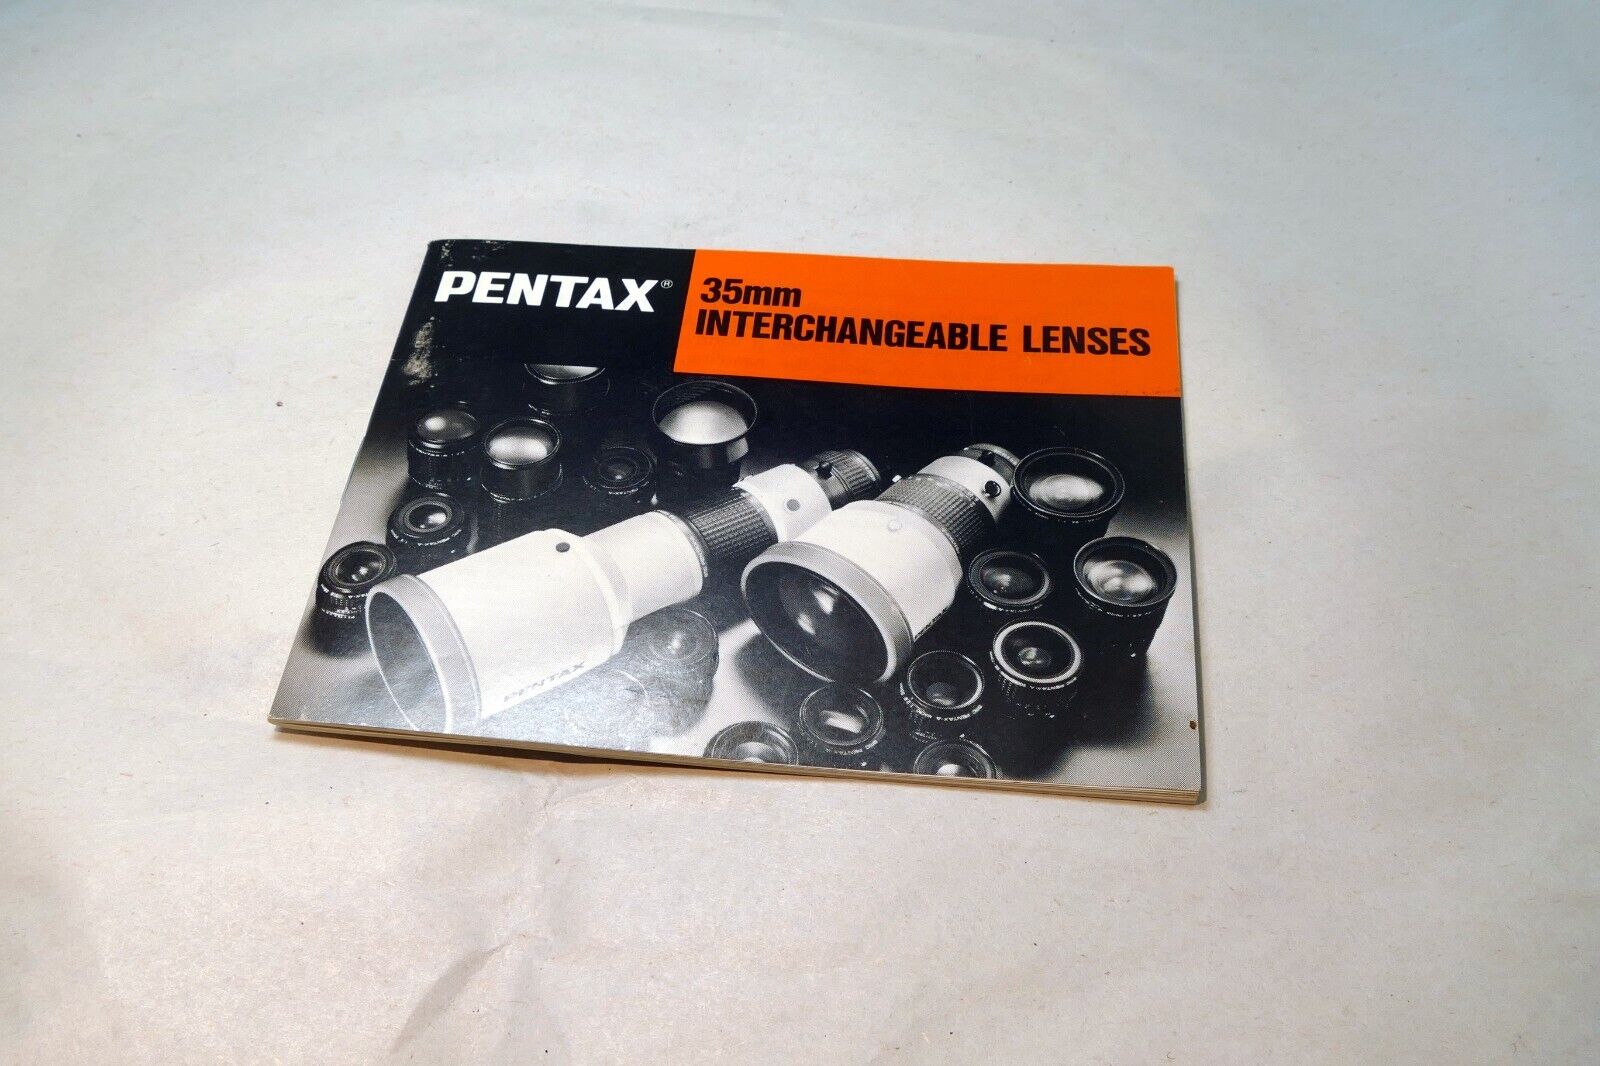 PENTAX®
35mm
INTERCHANGEABLE LENSES
PENTAX